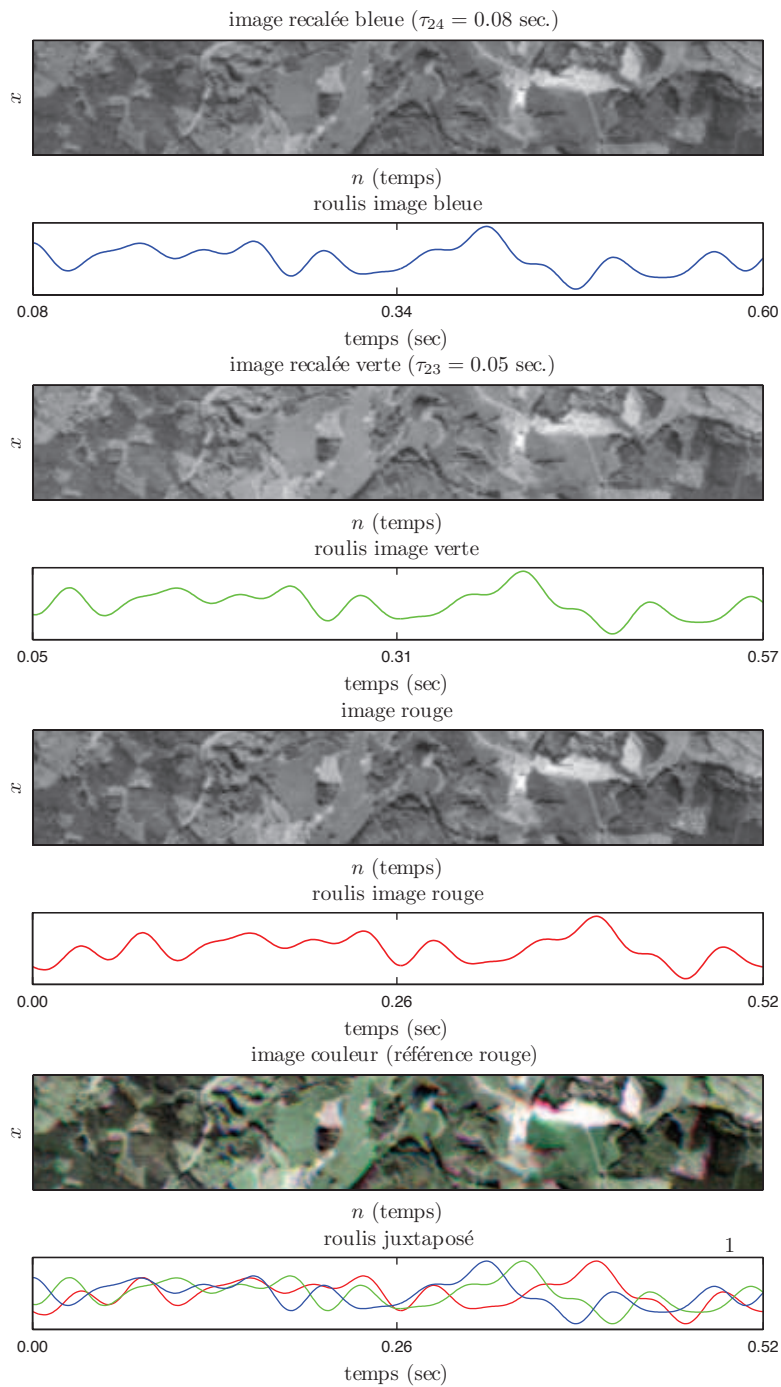 image recalée bleue (τ24 = 0.08 sec.)
x
n (temps)
roulis image bleue
0.08 0.34 0.60
temps (sec)
image recalée verte (τ23 = 0.05 sec.)
x
n (temps)
roulis image verte
0.05 0.31 0.57
temps (sec)
image rouge
x
n (temps)
roulis image rouge
0.00 0.26 0.52
temps (sec)
image couleur (référence rouge)
x
n (temps)
roulis juxtaposé
1
0.00 0.26 0.52
temps (sec)